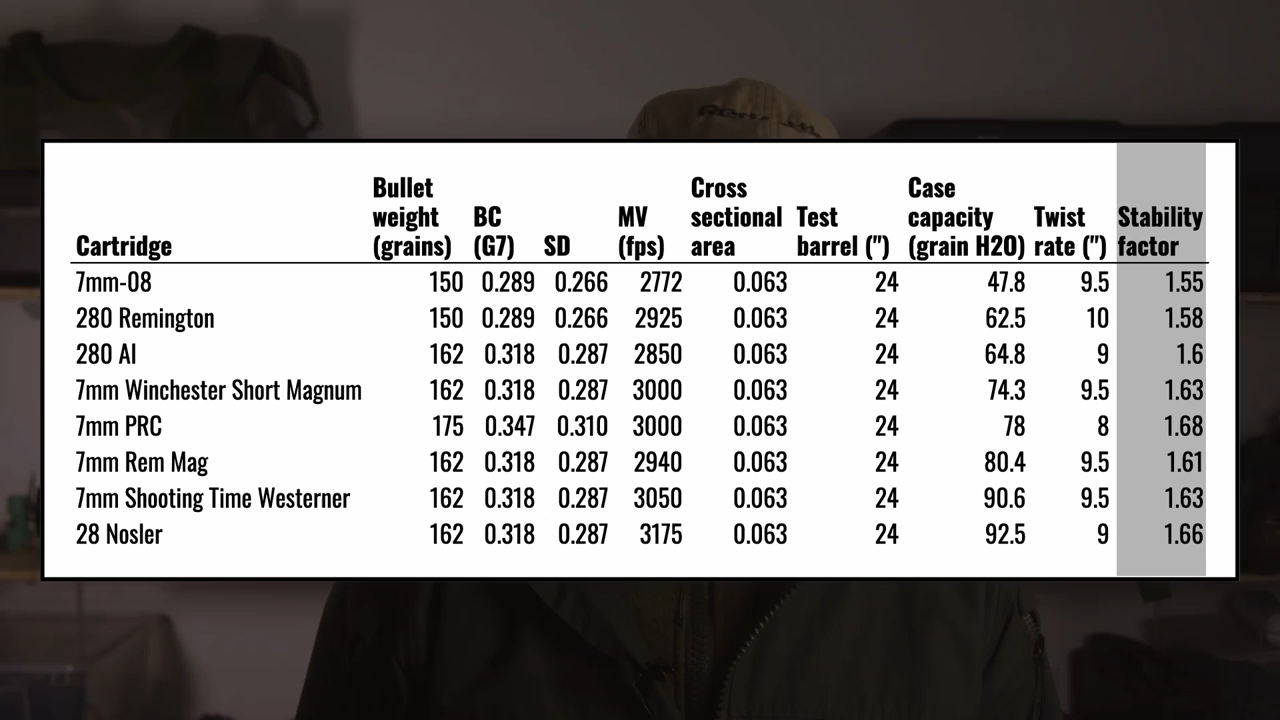 Cartridge Bullet weight (grains) BC (G7) SD MV (fps) Cross sectional area Test barrel (") Case capacity (grain H2O) Twist rate (") Stability factor
7mm-08 150 0.289 0.266 2772 0.063 24 47.8 9.5 1.55
280 Remington 150 0.289 0.266 2925 0.063 24 62.5 10 1.58
280 AI 162 0.318 0.287 2850 0.063 24 64.8 9 1.6
7mm Winchester Short Magnum 162 0.318 0.287 3000 0.063 24 74.3 9.5 1.63
7mm PRC 175 0.347 0.310 3000 0.063 24 78 8 1.68
7mm Rem Mag 162 0.318 0.287 2940 0.063 24 80.4 9.5 1.61
7mm Shooting Time Westerner 162 0.318 0.287 3050 0.063 24 90.6 9.5 1.63
28 Nosler 162 0.318 0.287 3175 0.063 24 92.5 9 1.66